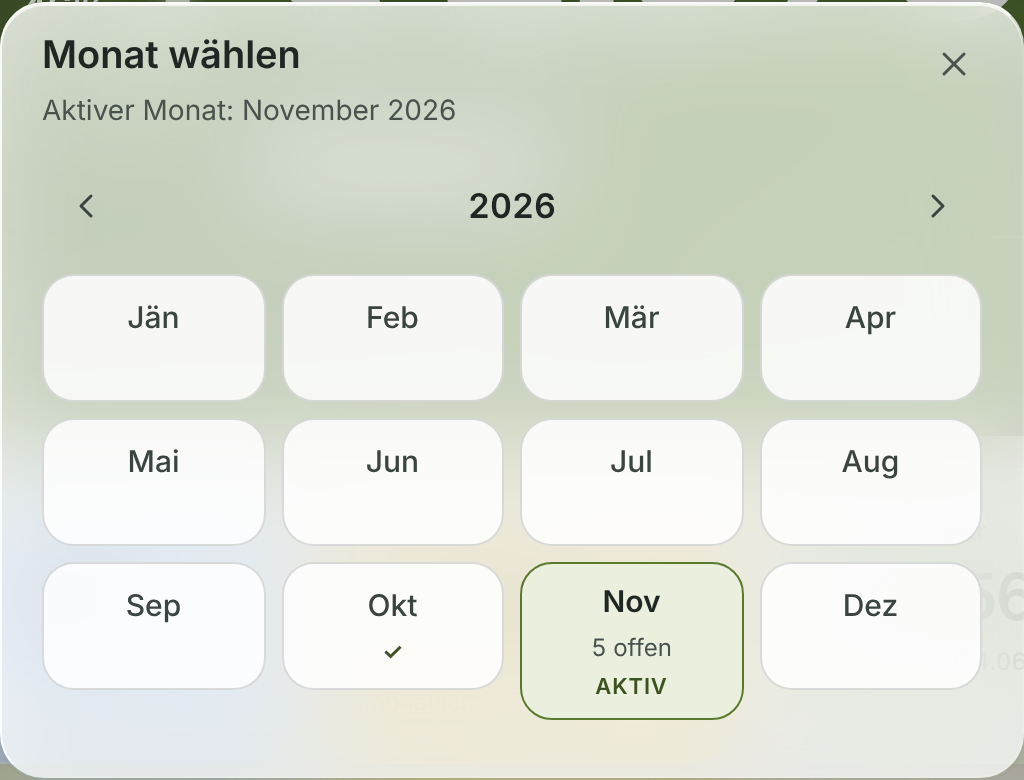 Monat wählen
Aktiver Monat: November 2026
2026
Jän Feb Mär Apr
Mai Jun Jul Aug
Sep Okt Nov Dez
5 offen
AKTIV